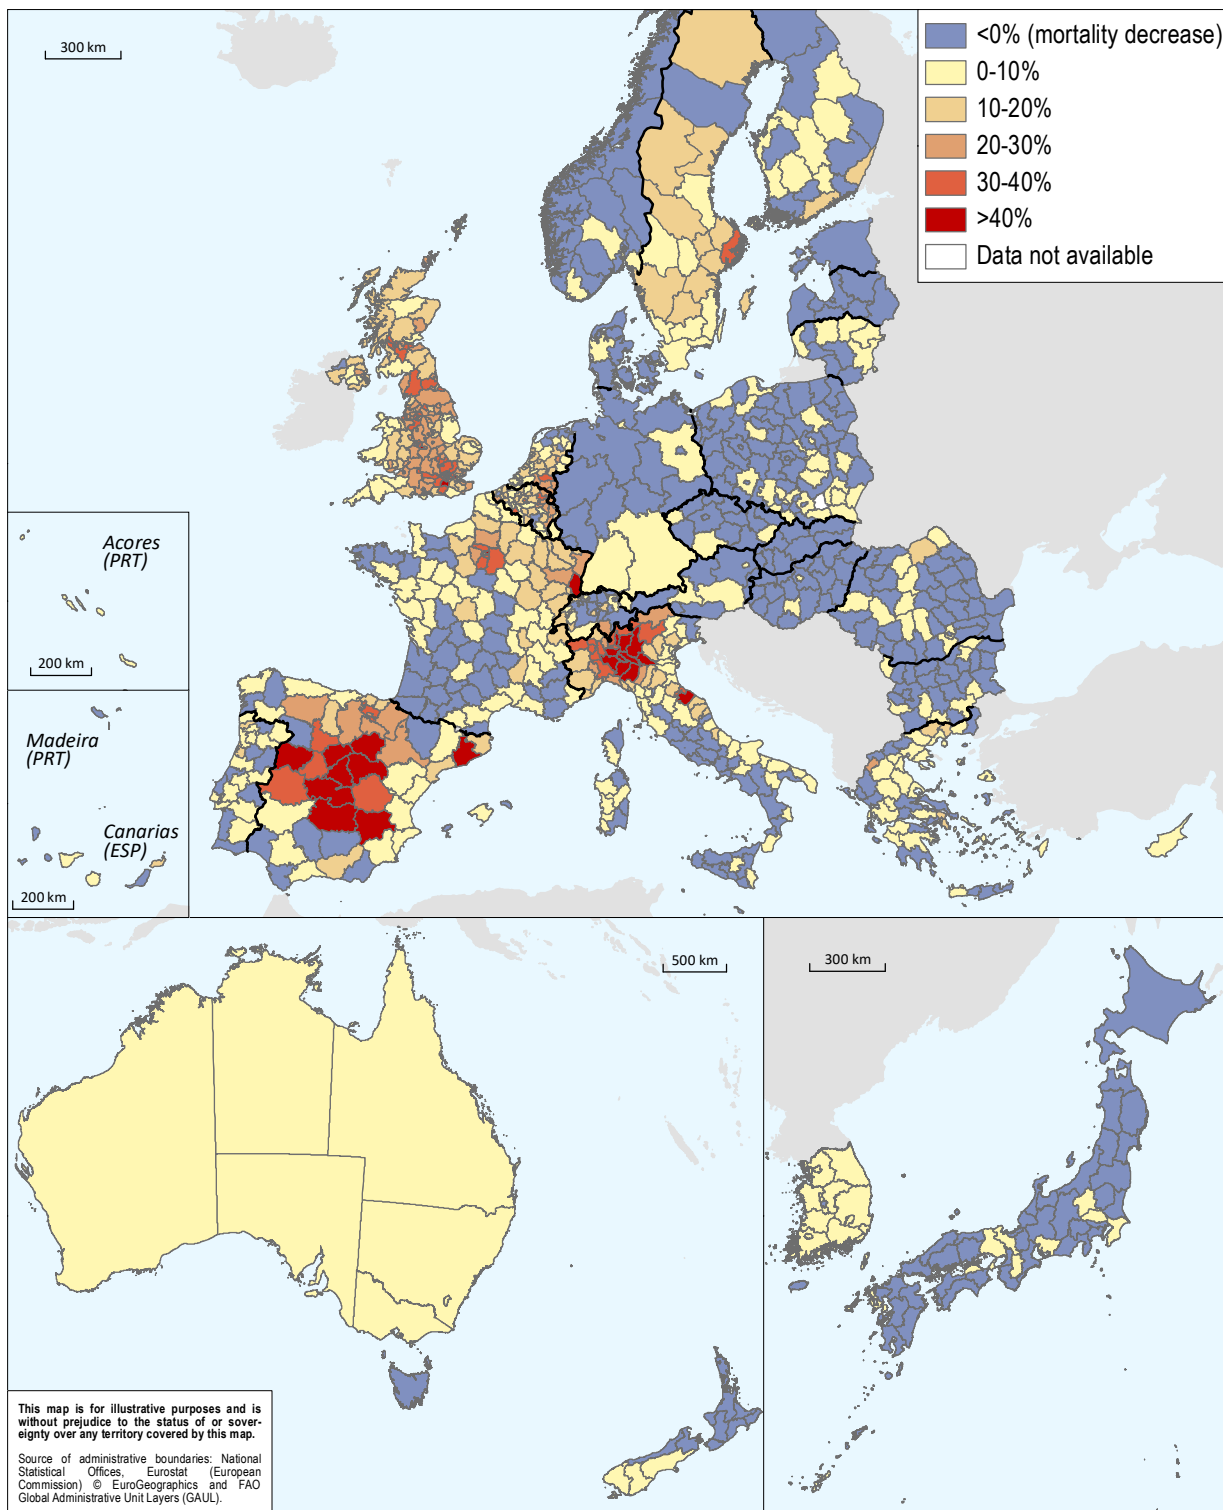 300 km
<0% (mortality decrease)
0-10%
10-20%
20-30%
30-40%
>40%
Data not available
Acores
(PRT)
200 km
Madeira
(PRT)
Canarias
(ESP)
200 km
500 km
300 km
This map is for illustrative purposes and is
without prejudice to the status of or sover-
eignty over any territory covered by this map.
Source of administrative boundaries: National
Statistical Offices, Eurostat (European
Commission) © EuroGeographics and FAO
Global Administrative Unit Layers (GAUL).